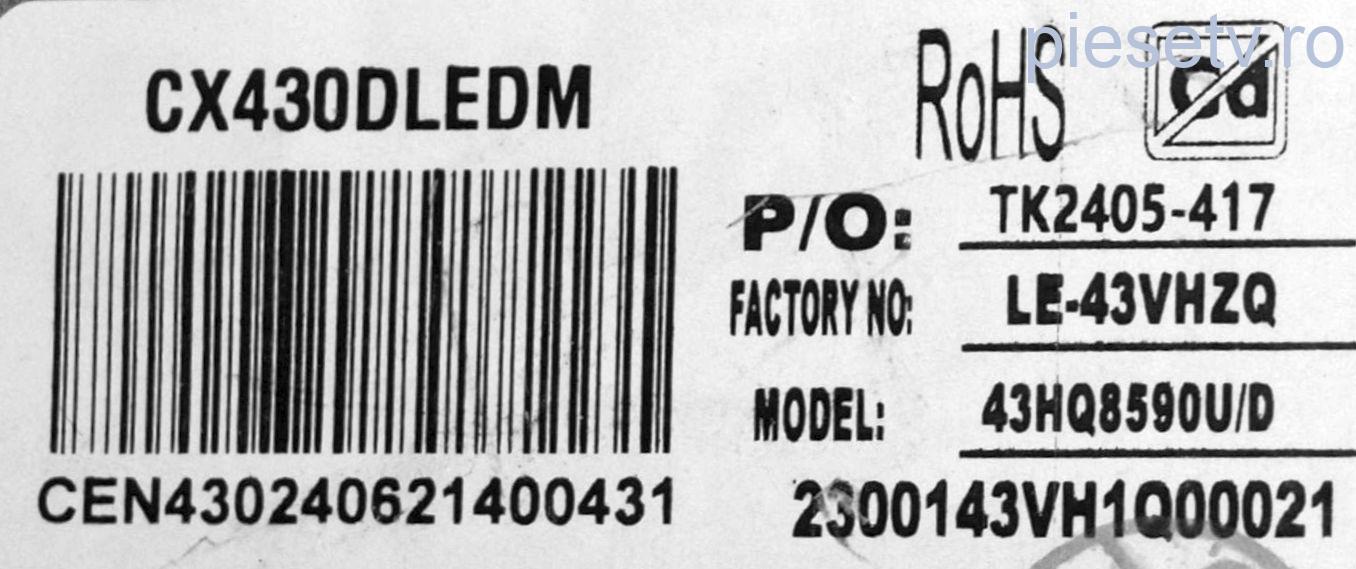 piesetv.ro
RoHS
Cd
CX430DLEDM
P/O: TK2405-417
FACTORY NO: LE-43VHZQ
MODEL: 43HQ8590U/D
CEN430240621400431
2300143VH1Q00021